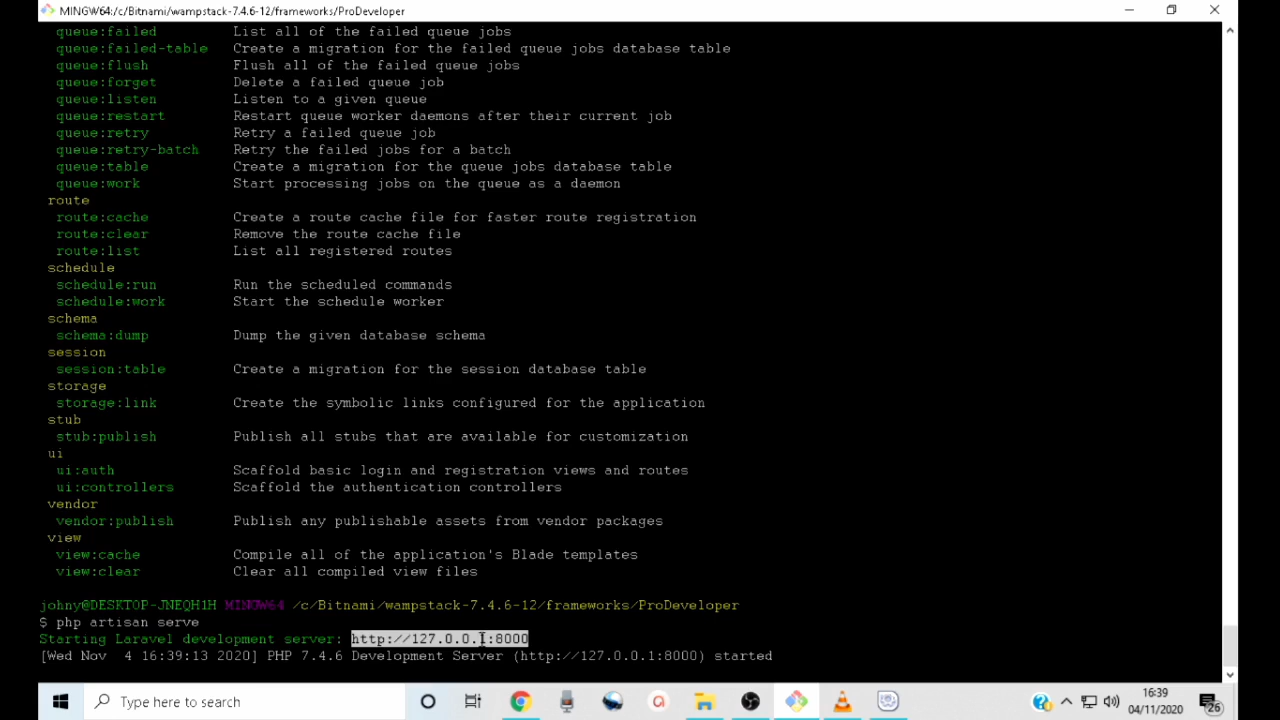 MINGW64:/c/Bitnami/wampstack-7.4.6-12/frameworks/ProDeveloper
queue:failed List all of the failed queue jobs
queue:failed-table Create a migration for the failed queue jobs database table
queue:flush Flush all of the failed queue jobs
queue:forget Delete a failed queue job
queue:listen Listen to a given queue
queue:restart Restart queue worker daemons after their current job
queue:retry Retry a failed queue job
queue:retry-batch Retry the failed jobs for a batch
queue:table Create a migration for the queue jobs database table
queue:work Start processing jobs on the queue as a daemon
route
route:cache Create a route cache file for faster route registration
route:clear Remove the route cache file
route:list List all registered routes
schedule
schedule:run Run the scheduled commands
schedule:work Start the schedule worker
schema
schema:dump Dump the given database schema
session
session:table Create a migration for the session database table
storage
storage:link Create the symbolic links configured for the application
stub
stub:publish Publish all stubs that are available for customization
ui
ui:auth Scaffold basic login and registration views and routes
ui:controllers Scaffold the authentication controllers
vendor
vendor:publish Publish any publishable assets from vendor packages
view
view:cache Compile all of the application's Blade templates
view:clear Clear all compiled view files
johny@DESKTOP-JNEQH1H MINGW64 /c/Bitnami/wampstack-7.4.6-12/frameworks/ProDeveloper
$ php artisan serve
Starting Laravel development server: http://127.0.0.1:8000
[Wed Nov 4 16:39:13 2020] PHP 7.4.6 Development Server (http://127.0.0.1:8000) started
Type here to search
16:39
04/11/2020
26